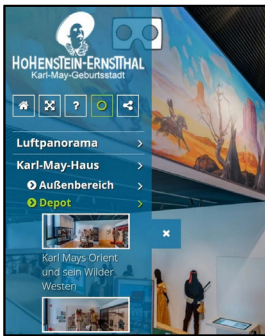 HOHENSTEIN-ERNSTTHAL
Karl-May-Geburtsstadt
?
Luftpanorama >
Karl-May-Haus >
Außenbereich >
Depot >
×
Karl Mays Orient
und sein Wilder
Westen